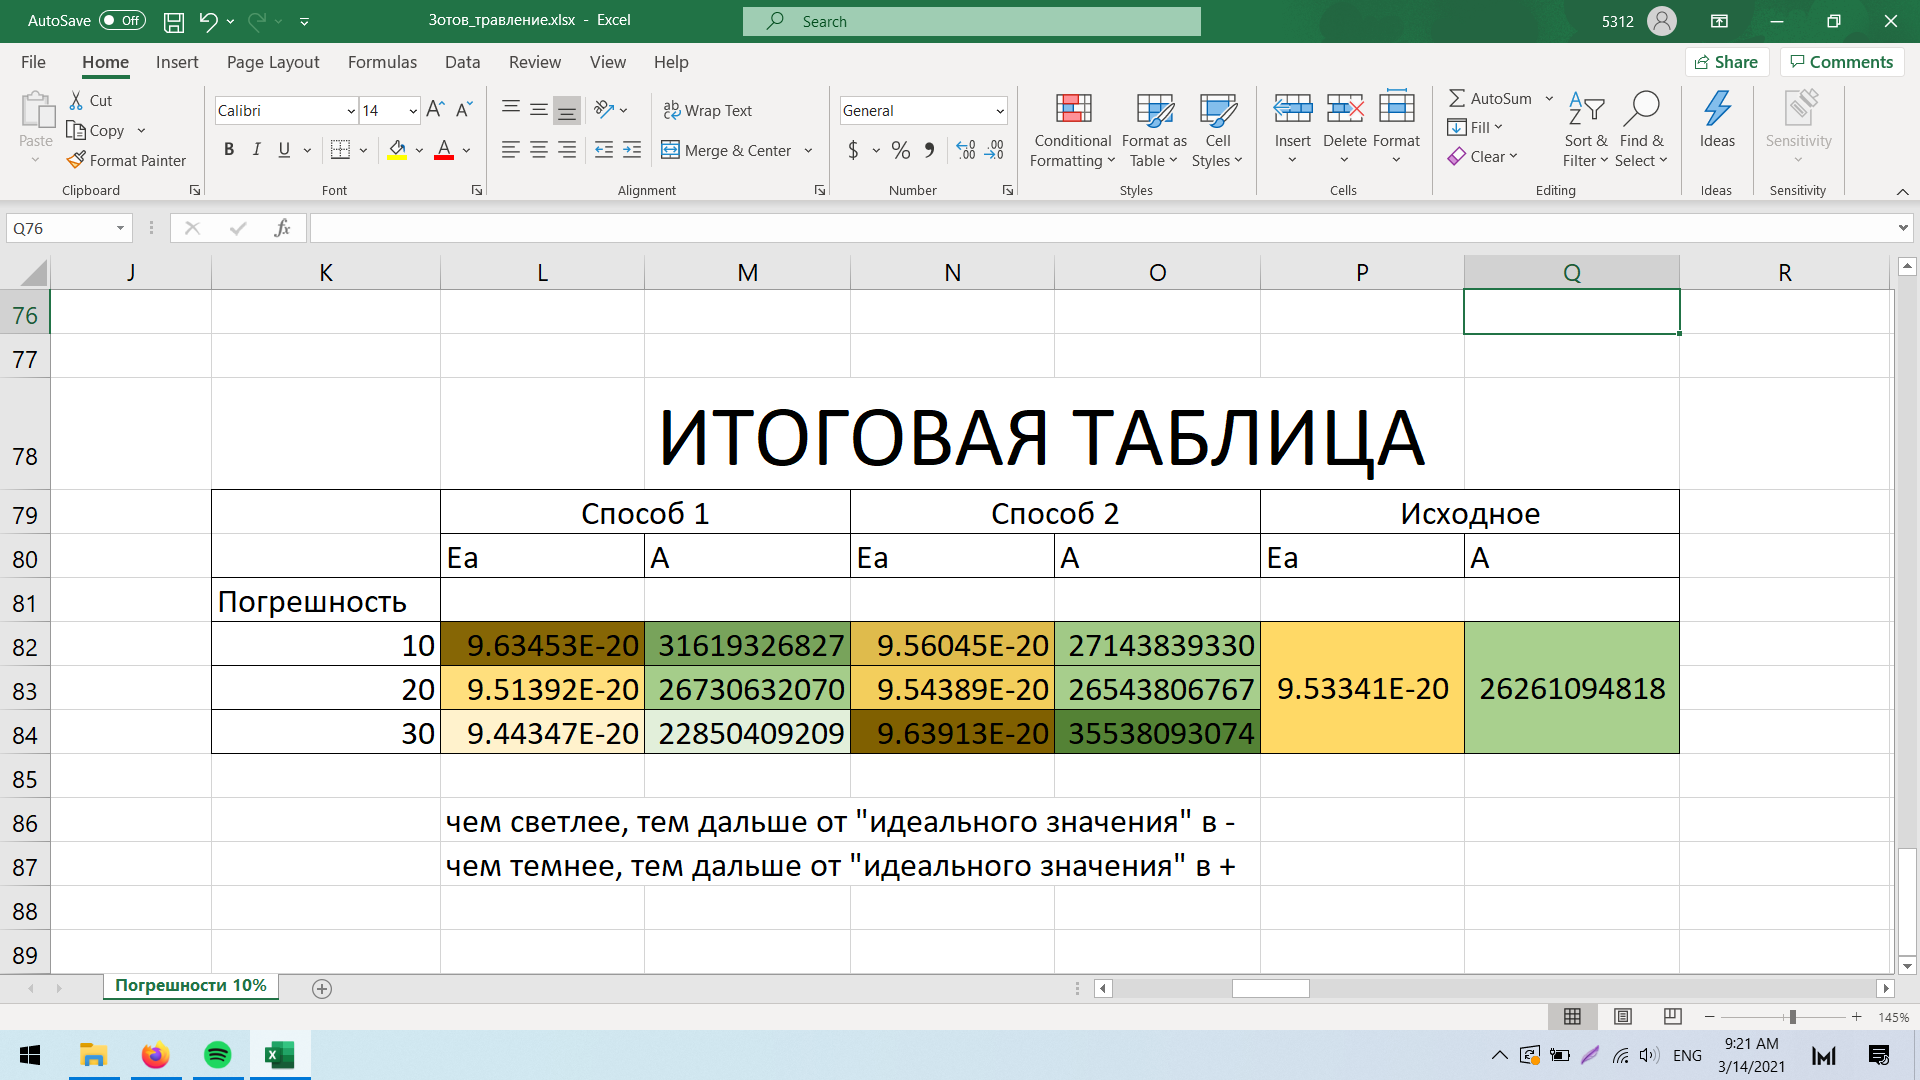 AutoSave Off Зотов_травление.xlsx - Excel Search 5312
File Home Insert Page Layout Formulas Data Review View Help Share Comments
Paste Cut Copy Format Painter Clipboard
Calibri 14 A A B I U A Font
ab Wrap Text Merge & Center Alignment
General $ % Number
Conditional Formatting Format as Table Cell Styles Styles
Insert Delete Format Cells
AutoSum Fill Clear Sort & Filter Find & Select Editing
Ideas Ideas
Sensitivity Sensitivity
Q76 fx
J K L M N O P Q R
76
77
78 ИТОГОВАЯ ТАБЛИЦА
79 Способ 1 Способ 2 Исходное
80 Ea A Ea A Ea A
81 Погрешность
82 10 9.63453E-20 31619326827 9.56045E-20 27143839330
83 20 9.51392E-20 26730632070 9.54389E-20 26543806767 9.53341E-20 26261094818
84 30 9.44347E-20 22850409209 9.63913E-20 35538093074
85
86 чем светлее, тем дальше от "идеального значения" в -
87 чем темнее, тем дальше от "идеального значения" в +
88
89
Погрешности 10%
145%
ENG 9:21 AM
3/14/2021